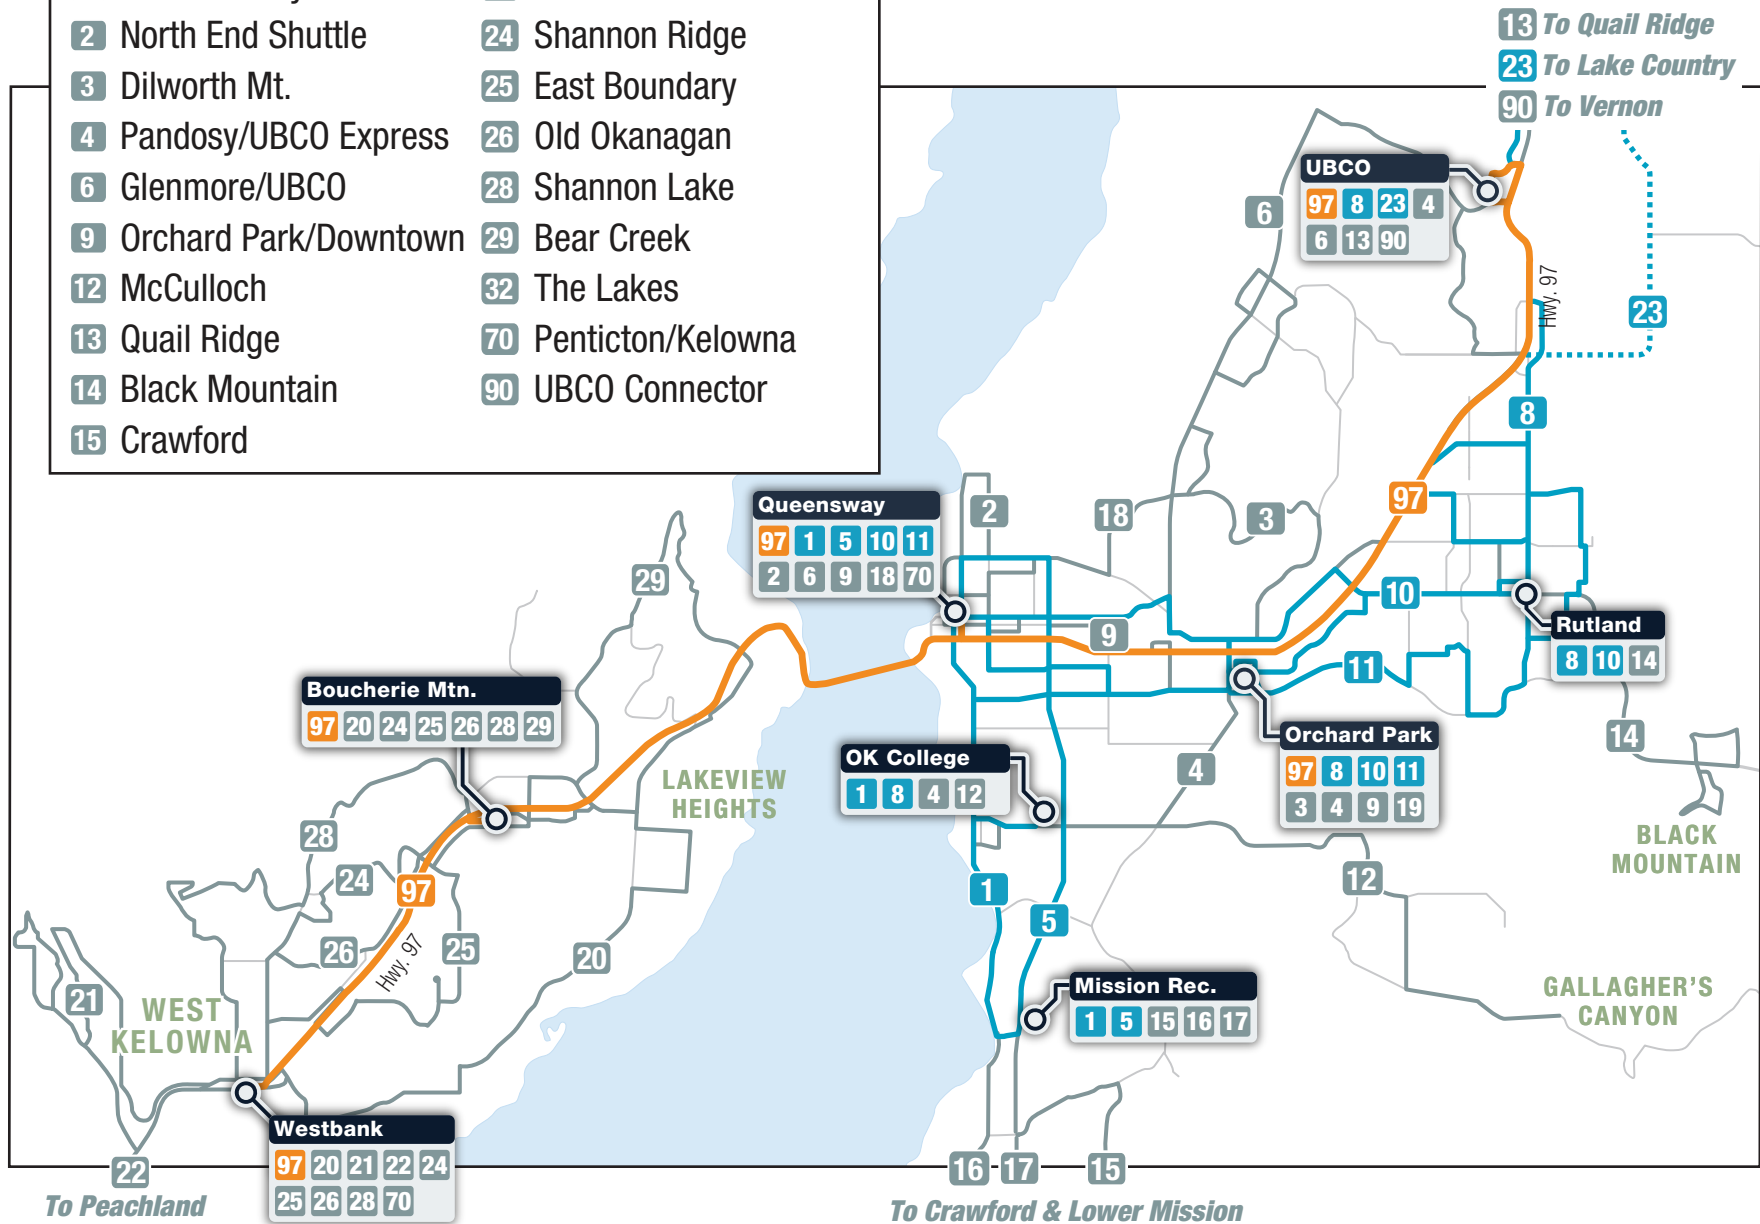 2 North End Shuttle
3 Dilworth Mt.
4 Pandosy/UBCO Express
6 Glenmore/UBCO
9 Orchard Park/Downtown
12 McCulloch
13 Quail Ridge
14 Black Mountain
15 Crawford
24 Shannon Ridge
25 East Boundary
26 Old Okanagan
28 Shannon Lake
29 Bear Creek
32 The Lakes
70 Penticton/Kelowna
90 UBCO Connector
13 To Quail Ridge
23 To Lake Country
90 To Vernon
UBCO
97 8 23 4
6 13 90
6
Hwy. 97
23
8
97
Queensway
97 1 5 10 11
2 6 9 18 70
2
18
3
29
10
9
Rutland
8 10 14
11
Boucherie Mtn.
97 20 24 25 26 28 29
Orchard Park
97 8 10 11
3 4 9 19
14
OK College
1 8 4 12
4
LAKEVIEW
HEIGHTS
BLACK
MOUNTAIN
28
24
97
12
1
5
26
25
20
Hwy. 97
21
WEST
KELOWNA
Mission Rec.
1 5 15 16 17
GALLAGHER'S
CANYON
Westbank
97 20 21 22 24
25 26 28 70
22
To Peachland
16 17 15
To Crawford & Lower Mission